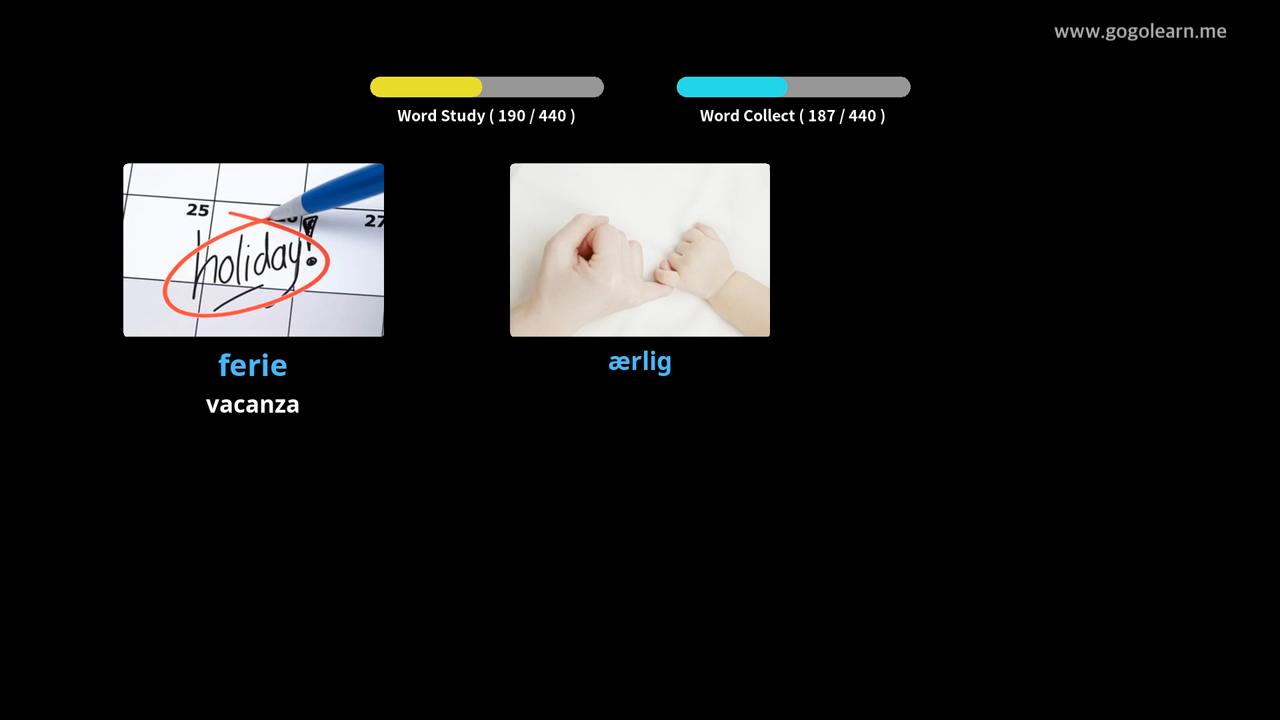 www.gogolearn.me
Word Study ( 190 / 440 )
Word Collect ( 187 / 440 )
25
27
holiday!
ferie
vacanza
ærlig